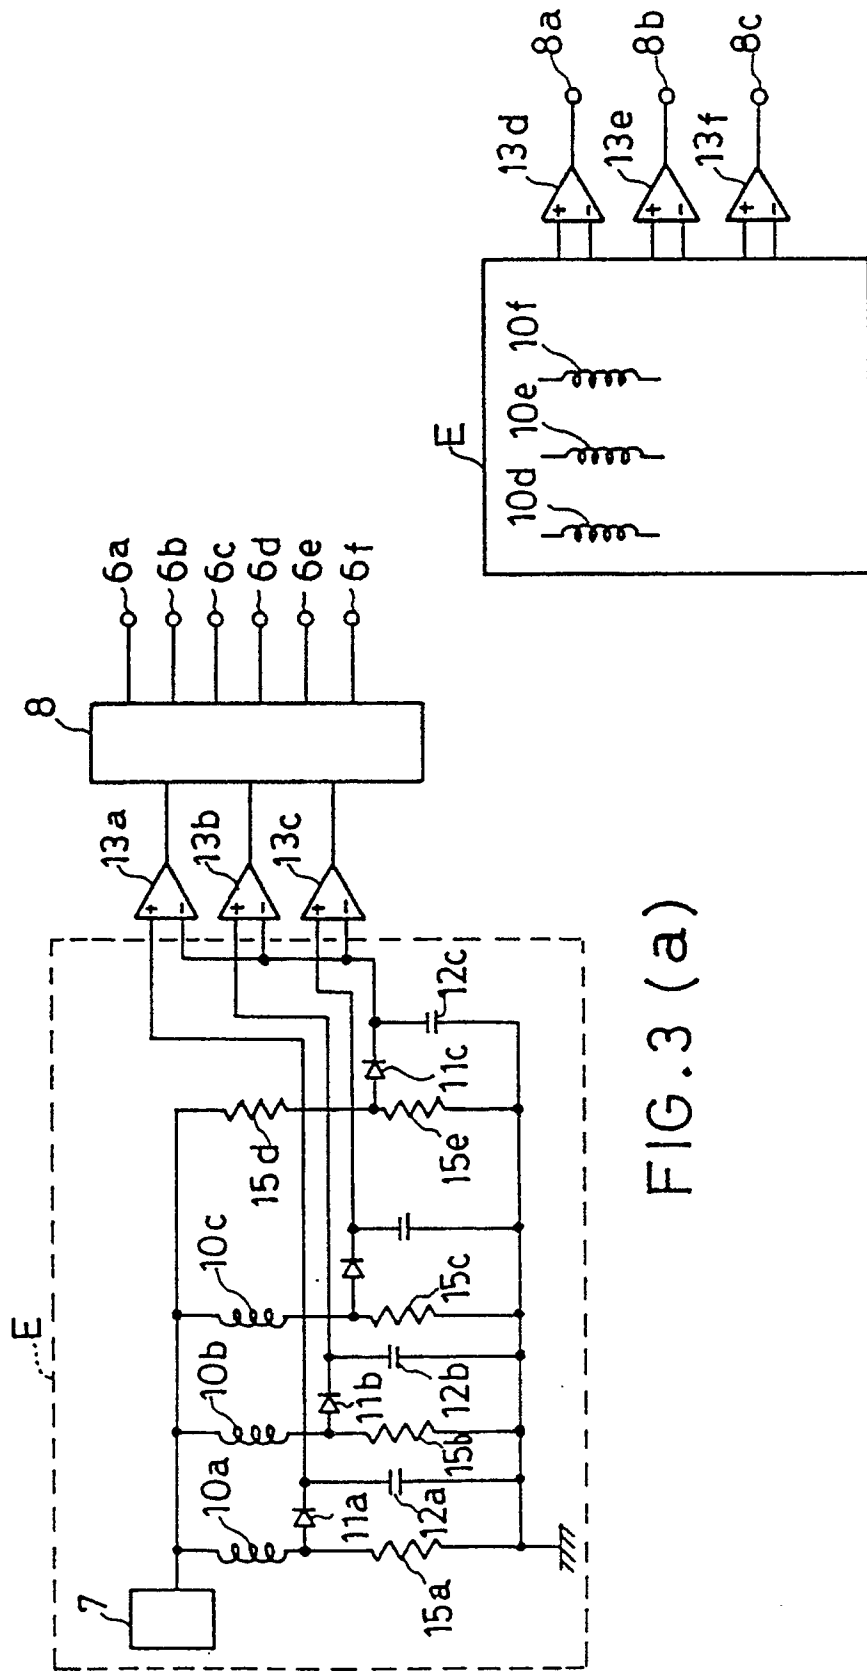 E
7
10a
10b
10c
15d
11a
11b
11c
12a
12b
12c
15a
15b
15c
15e
+
-
13a
+
-
13b
+
-
13c
8
6a
6b
6c
6d
6e
6f
E
10d
10e
10f
+
-
13d
+
-
13e
+
-
13f
8a
8b
8c
FIG.3 (a)